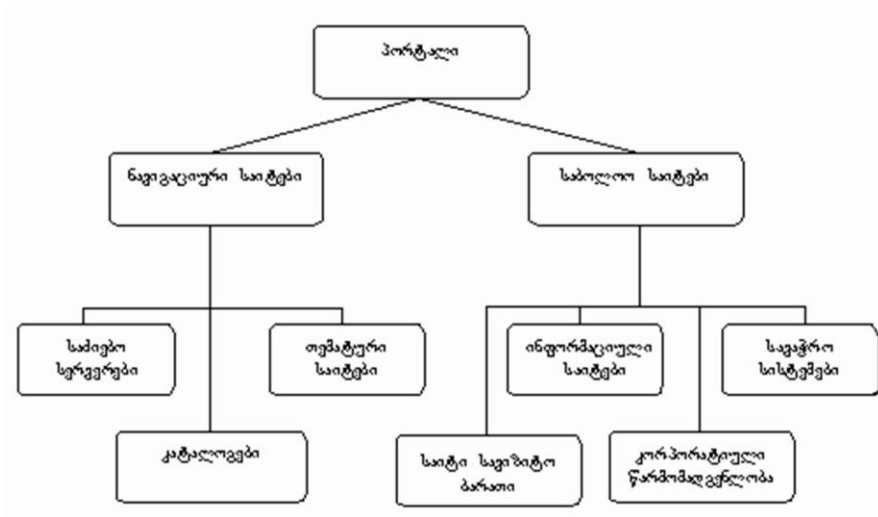 პორტალი
ნავიგაციური საიტები
საბოლოო საიტები
საძიებო
სერვერები
თემატური
საიტები
ინფორმაციული
საიტები
სავაჭრო
სისტემები
კატალოგები
საიტი სავიზიტო
ბარათი
კორპორატიული
წარმომადგენლობა